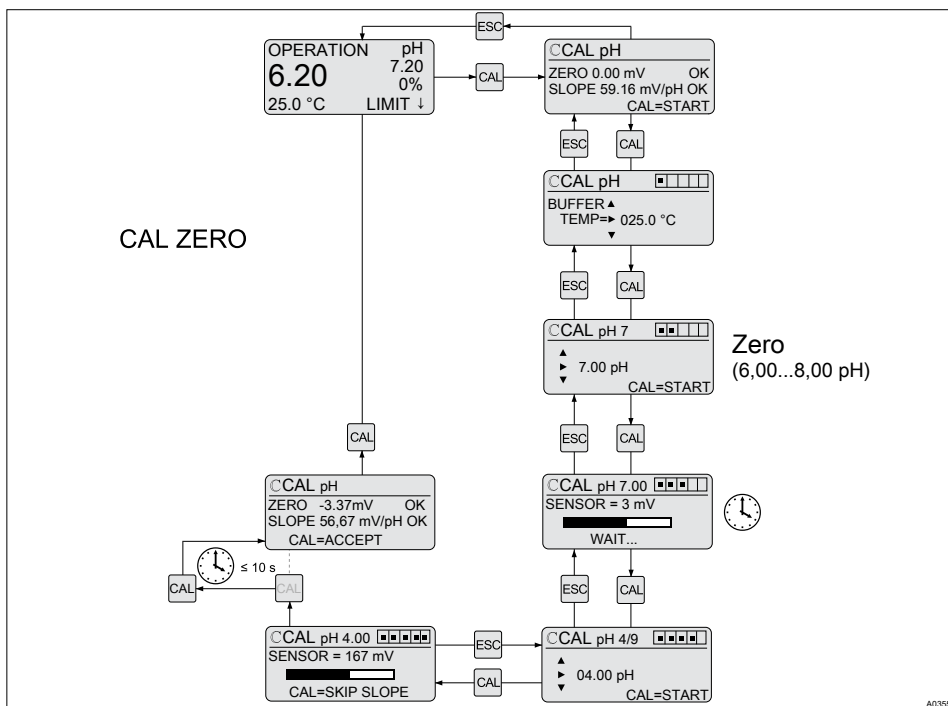 ESC
OPERATION pH
6.20 7.20
0%
25.0 °C LIMIT ↓
CAL
ℂCAL pH
ZERO 0.00 mV OK
SLOPE 59.16 mV/pH OK
CAL=START
ESC
CAL
ℂCAL pH
BUFFER ▲
TEMP=► 025.0 °C
▼
CAL ZERO
ESC
CAL
ℂCAL pH 7
▲
► 7.00 pH
▼
CAL=START
Zero
(6,00...8,00 pH)
ESC
CAL
CAL
ℂCAL pH
ZERO -3.37mV OK
SLOPE 56,67 mV/pH OK
CAL=ACCEPT
ℂCAL pH 7.00
SENSOR = 3 mV
WAIT...
≤ 10 s
CAL
CAL
ESC
CAL
ℂCAL pH 4.00
SENSOR = 167 mV
CAL=SKIP SLOPE
ESC
CAL
ℂCAL pH 4/9
▲
► 04.00 pH
▼
CAL=START